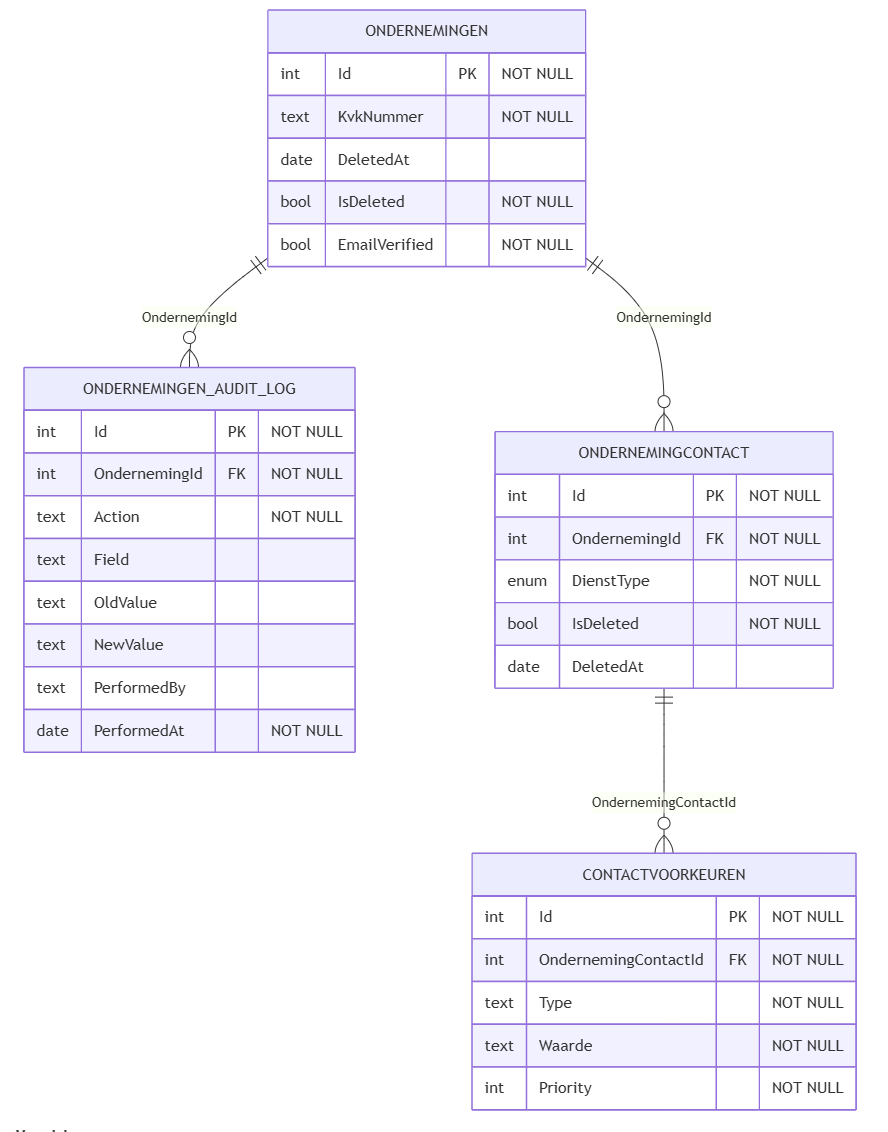 ONDERNEMINGEN
int Id PK NOT NULL
text KvkNummer NOT NULL
date DeletedAt
bool IsDeleted NOT NULL
bool EmailVerified NOT NULL
OndernemingId
OndernemingId
ONDERNEMINGEN_AUDIT_LOG
int Id PK NOT NULL
int OndernemingId FK NOT NULL
text Action NOT NULL
text Field
text OldValue
text NewValue
text PerformedBy
date PerformedAt NOT NULL
ONDERNEMINGCONTACT
int Id PK NOT NULL
int OndernemingId FK NOT NULL
enum DienstType NOT NULL
bool IsDeleted NOT NULL
date DeletedAt
OndernemingContactId
CONTACTVOORKEUREN
int Id PK NOT NULL
int OndernemingContactId FK NOT NULL
text Type NOT NULL
text Waarde NOT NULL
int Priority NOT NULL